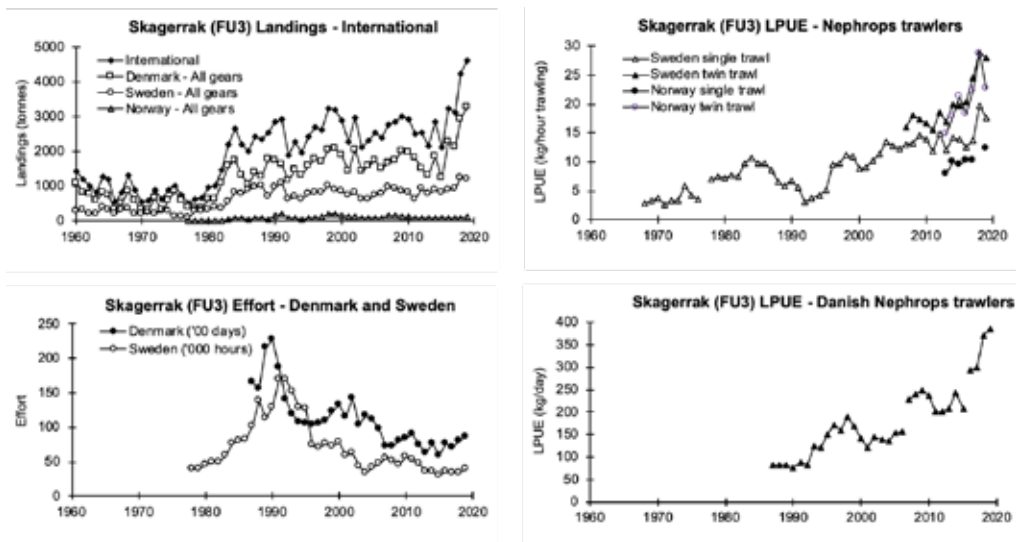 Skagerrak (FU3) Landings - International
Landings (tonnes)
5000
4000
3000
2000
1000
0
International
Denmark - All gears
Sweden - All gears
Norway - All gears
1960 1970 1980 1990 2000 2010 2020
Skagerrak (FU3) LPUE - Nephrops trawlers
LPUE (kg/hour trawling)
30
25
20
15
10
5
0
Sweden single trawl
Sweden twin trawl
Norway single trawl
Norway twin trawl
1960 1970 1980 1990 2000 2010 2020
Skagerrak (FU3) Effort - Denmark and Sweden
Effort
250
200
150
100
50
0
Denmark ('00 days)
Sweden ('000 hours)
1960 1970 1980 1990 2000 2010 2020
Skagerrak (FU3) LPUE - Danish Nephrops trawlers
LPUE (kg/day)
400
350
300
250
200
150
100
50
0
1960 1970 1980 1990 2000 2010 2020